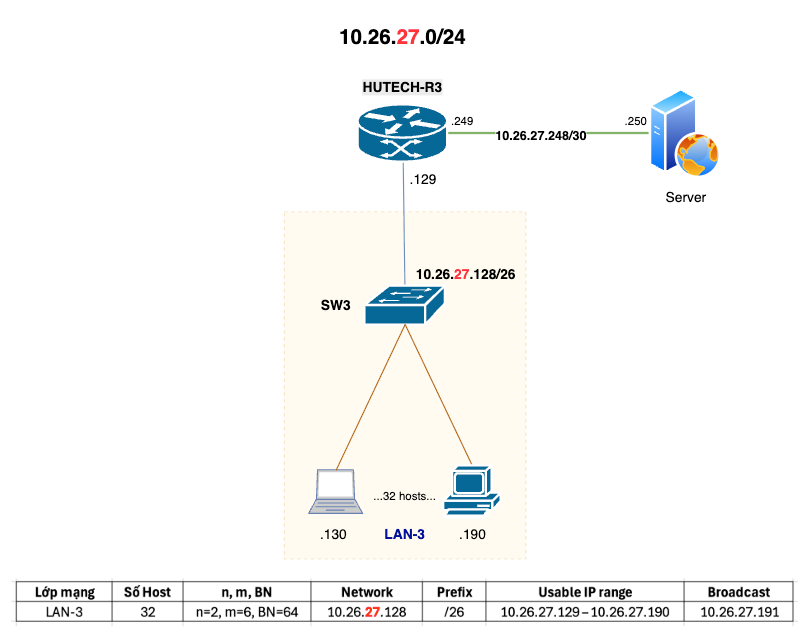 10.26.27.0/24
HUTECH-R3
.249
.250
10.26.27.248/30
.129
Server
10.26.27.128/26
SW3
...32 hosts...
.130
LAN-3
.190
Lớp mạng Số Host n, m, BN Network Prefix Usable IP range Broadcast
LAN-3 32 n=2, m=6, BN=64 10.26.27.128 /26 10.26.27.129 – 10.26.27.190 10.26.27.191